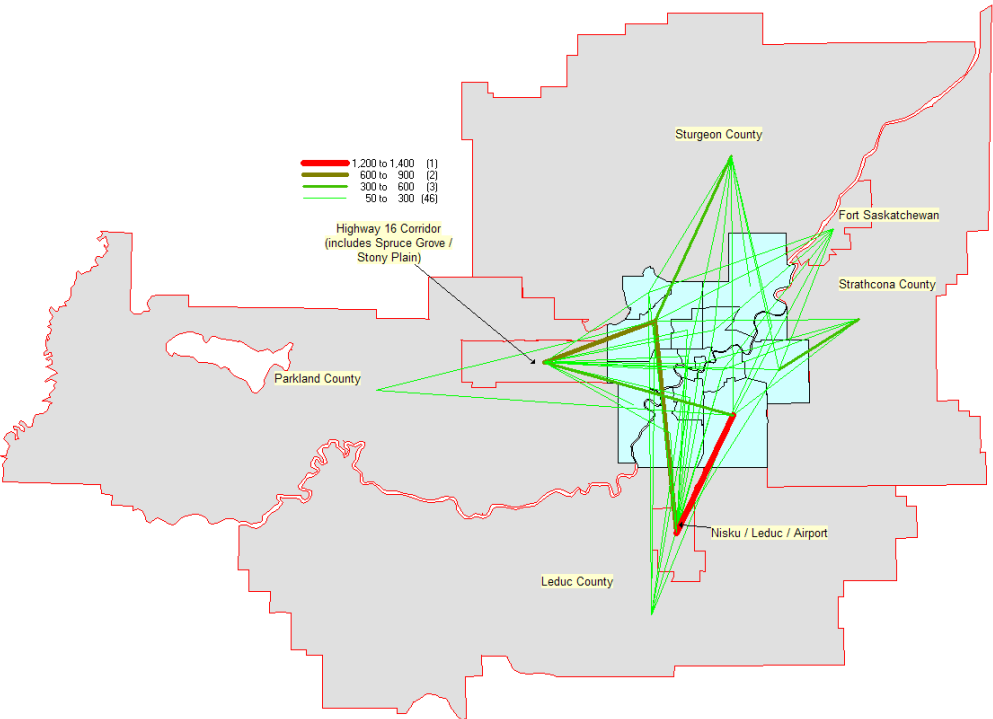 Sturgeon County
1,200 to 1,400 (1)
600 to 900 (2)
300 to 600 (3)
50 to 300 (46)
Fort Saskatchewan
Highway 16 Corridor
(includes Spruce Grove /
Stony Plain)
Strathcona County
Parkland County
Nisku / Leduc / Airport
Leduc County